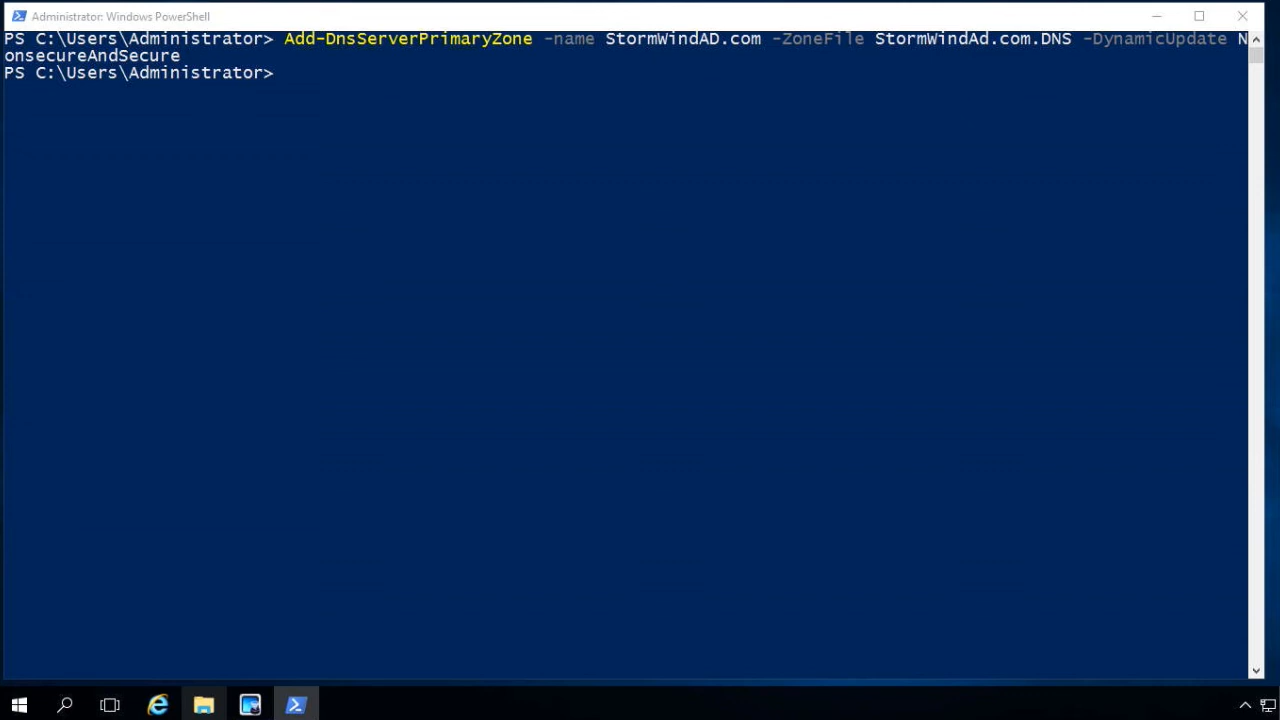 Administrator: Windows PowerShell
PS C:\Users\Administrator> Add-DnsServerPrimaryZone -name StormWindAD.com -ZoneFile StormWindAd.com.DNS -DynamicUpdate N
onsecureAndSecure
PS C:\Users\Administrator>